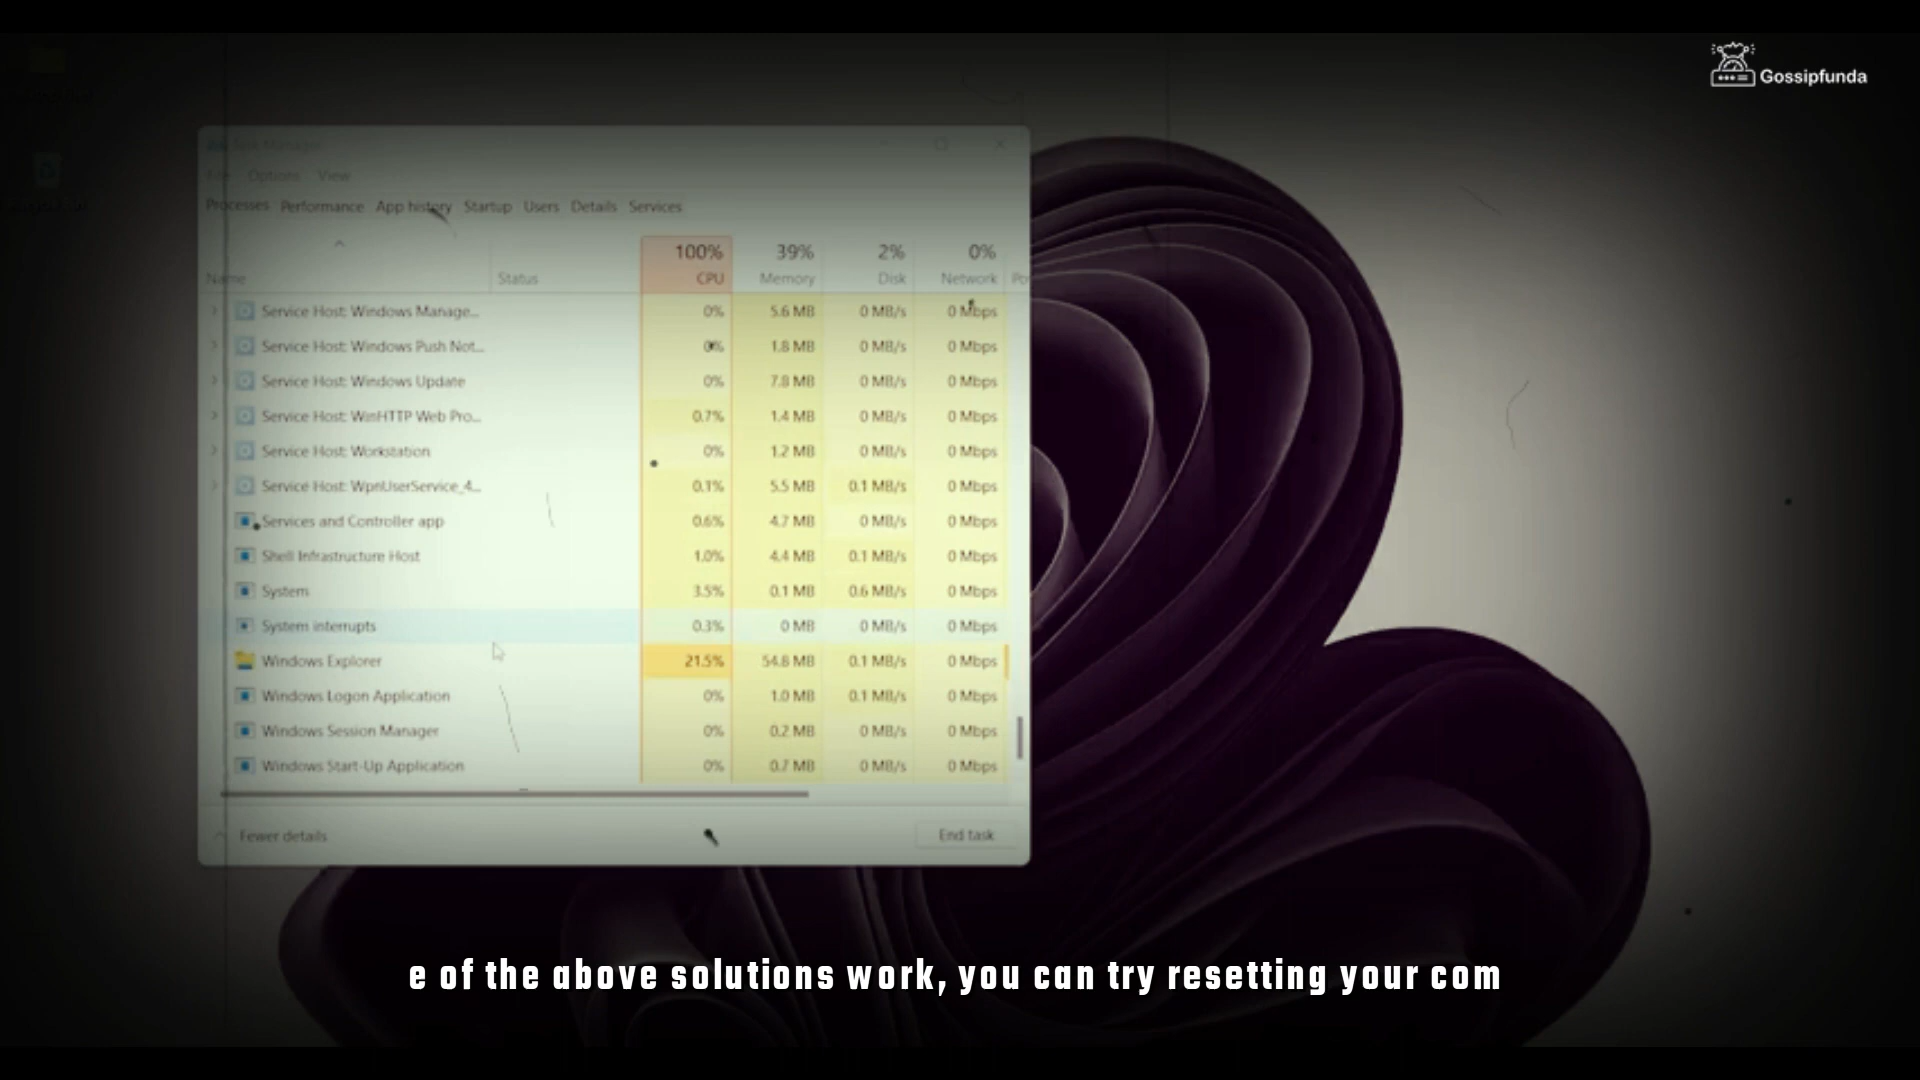 Gossipfunda
Task Manager
File Options View
Processes Performance App history Startup Users Details Services
100% 39% 2% 0%
Name Status CPU Memory Disk Network Po
Service Host: Windows Manage... 0% 5.6 MB 0 MB/s 0 Mbps
Service Host: Windows Push Not... 0% 1.8 MB 0 MB/s 0 Mbps
Service Host: Windows Update 0% 7.8 MB 0 MB/s 0 Mbps
Service Host: WinHTTP Web Pro... 0.7% 1.4 MB 0 MB/s 0 Mbps
Service Host: Workstation 0% 1.2 MB 0 MB/s 0 Mbps
Service Host: WpnUserService_4... 0.1% 5.5 MB 0.1 MB/s 0 Mbps
Services and Controller app 0.6% 4.7 MB 0 MB/s 0 Mbps
Shell Infrastructure Host 1.0% 4.4 MB 0.1 MB/s 0 Mbps
System 3.5% 0.1 MB 0.6 MB/s 0 Mbps
System interrupts 0.3% 0 MB 0 MB/s 0 Mbps
Windows Explorer 21.5% 54.8 MB 0.1 MB/s 0 Mbps
Windows Logon Application 0% 1.0 MB 0.1 MB/s 0 Mbps
Windows Session Manager 0% 0.2 MB 0 MB/s 0 Mbps
Windows Start-Up Application 0% 0.7 MB 0 MB/s 0 Mbps
Fewer details End task
e of the above solutions work, you can try resetting your com